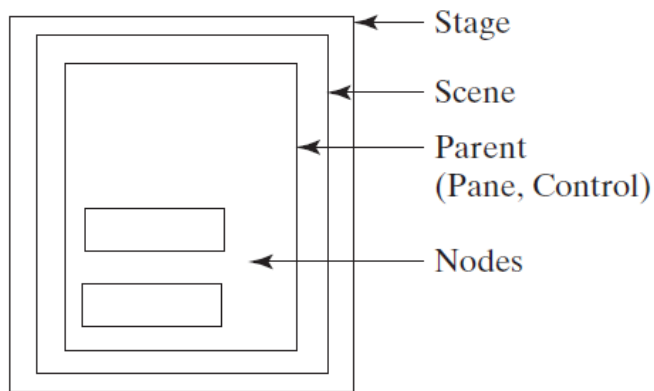 Stage
Scene
Parent
(Pane, Control)
Nodes